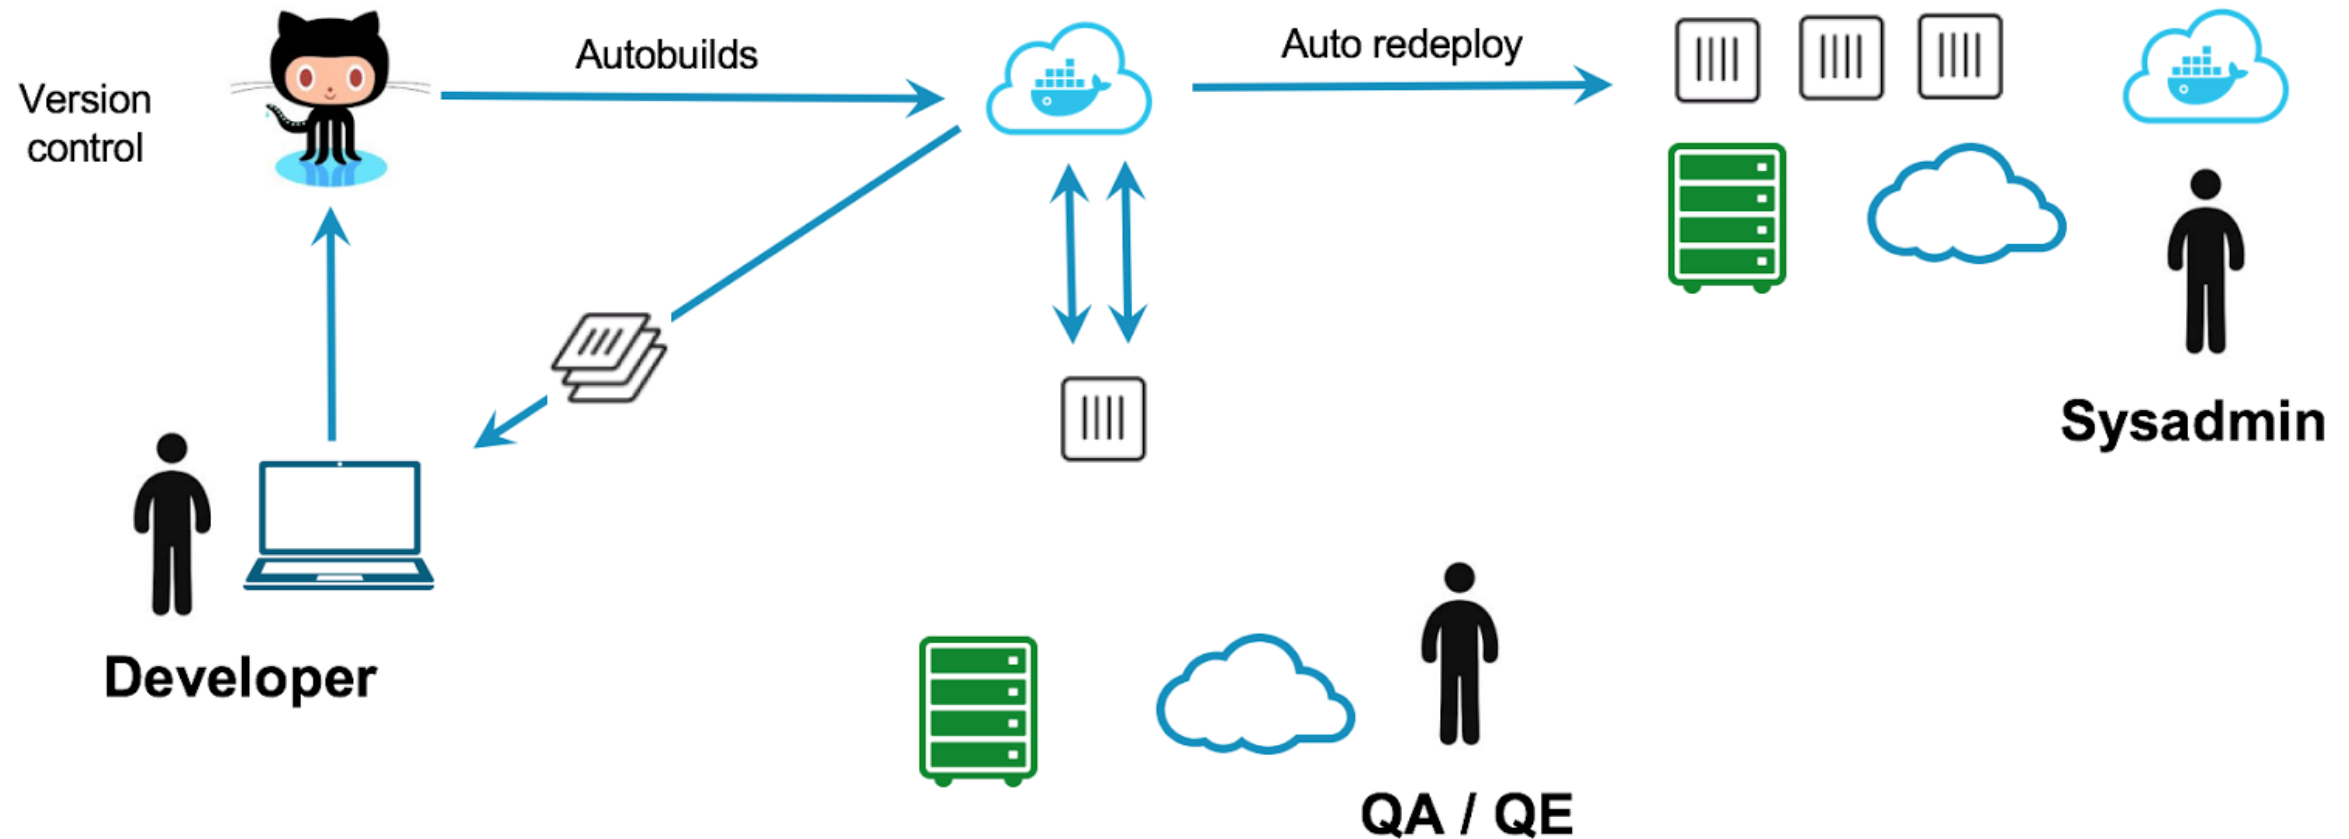 Autobuilds
Auto redeploy
Version
control
Sysadmin
Developer
QA / QE